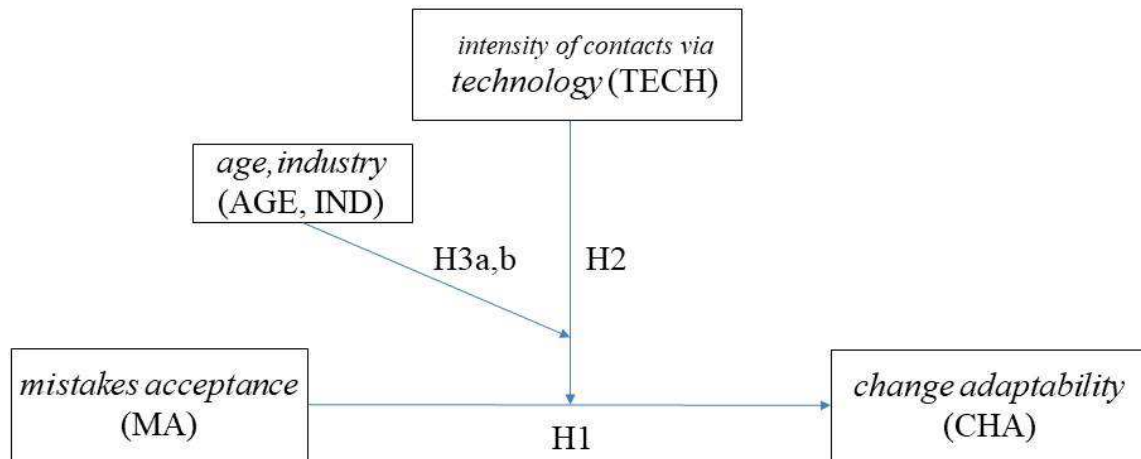 intensity of contacts via
technology (TECH)
age, industry
(AGE, IND)
H3a,b
H2
mistakes acceptance
(MA)
H1
change adaptability
(CHA)